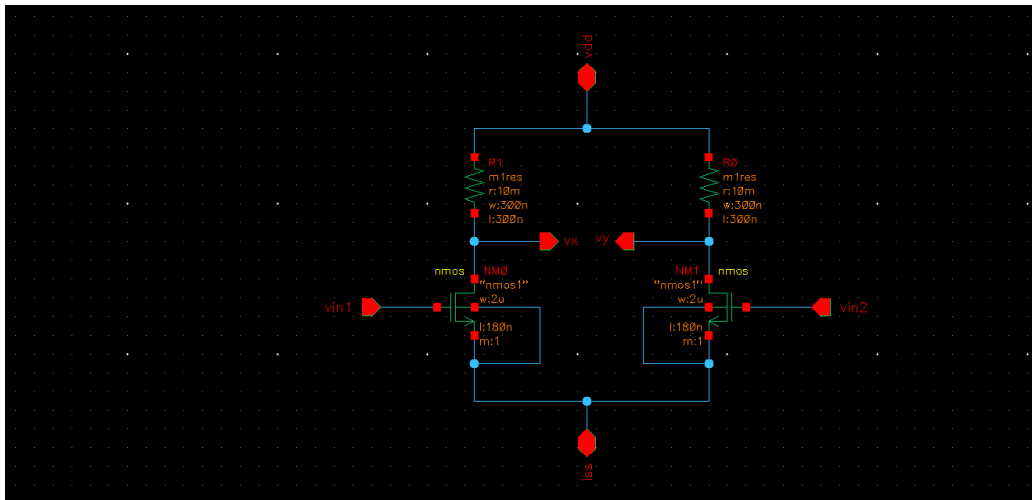 vdd
R1
m1res
r:10m
w:300n
l:300n
R0
m1res
r:10m
w:300n
l:300n
vx
vy
nmos
NM0
"nmos1"
w:2u
l:180n
m:1
NM1
nmos
"nmos1"
w:2u
l:180n
m:1
vin1
vin2